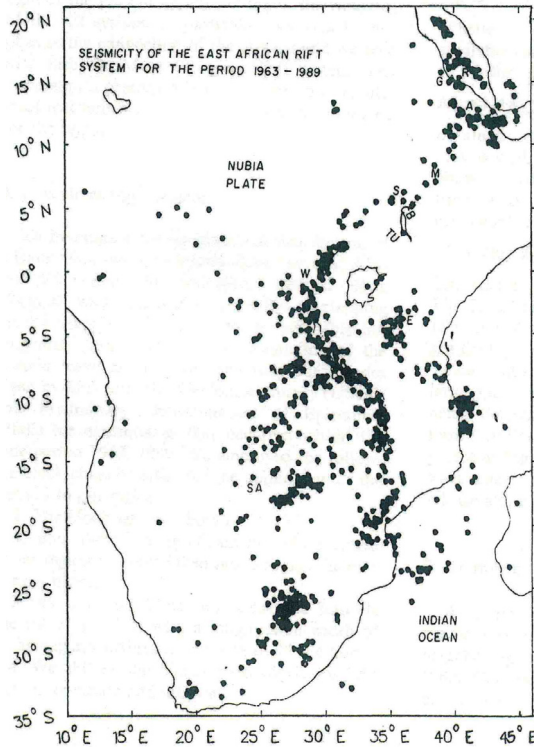 SEISMICITY OF THE EAST AFRICAN RIFT
SYSTEM FOR THE PERIOD 1963 – 1989
20° N
15° N
10° N
5° N
0°
5° S
10° S
15° S
20° S
25° S
30° S
35° S
G
R
A
M
S
B
TU
W
E
SA
NUBIA
PLATE
INDIAN
OCEAN
10° E
15° E
20° E
25° E
30° E
35° E
40° E
45° E